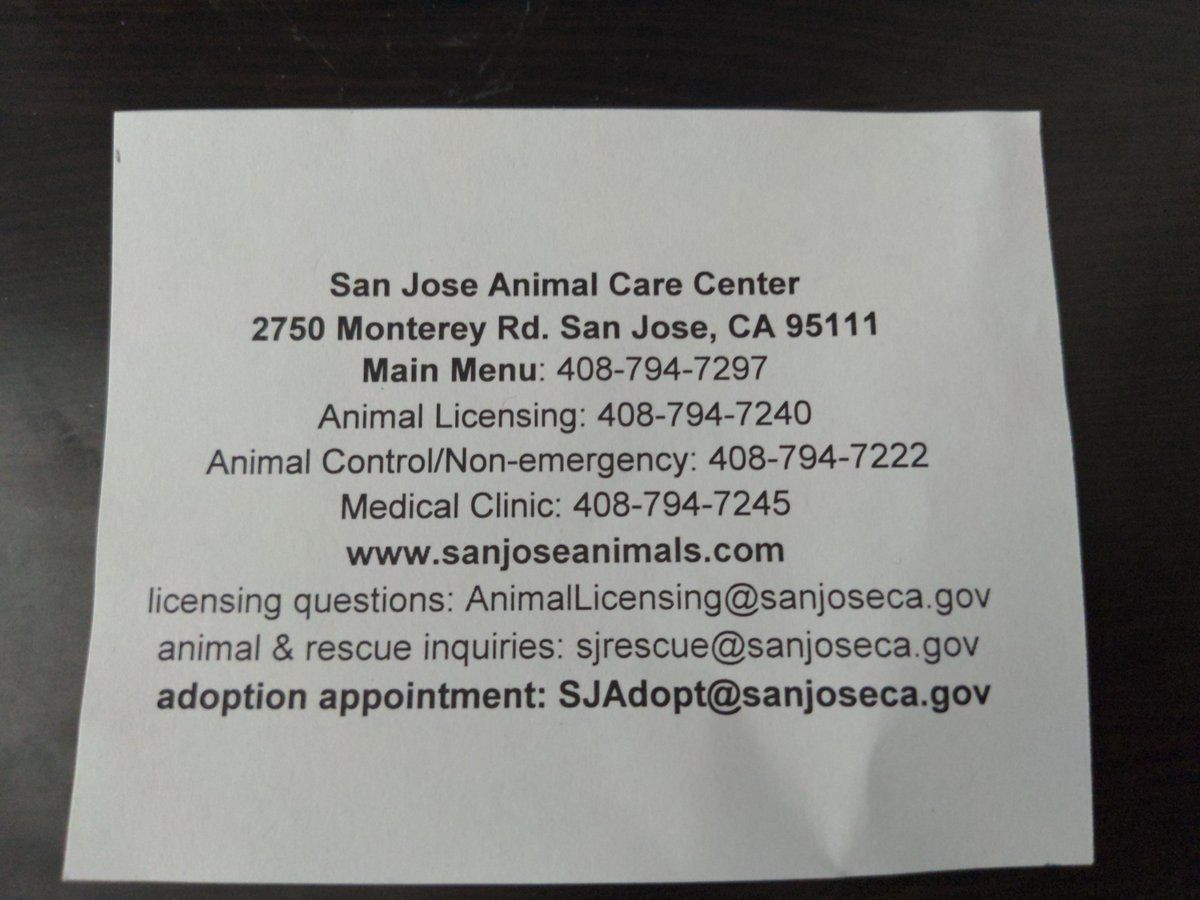 San Jose Animal Care Center
2750 Monterey Rd. San Jose, CA 95111
Main Menu: 408-794-7297
Animal Licensing: 408-794-7240
Animal Control/Non-emergency: 408-794-7222
Medical Clinic: 408-794-7245
www.sanjoseanimals.com
licensing questions: AnimalLicensing@sanjoseca.gov
animal & rescue inquiries: sjrescue@sanjoseca.gov
adoption appointment: SJAdopt@sanjoseca.gov